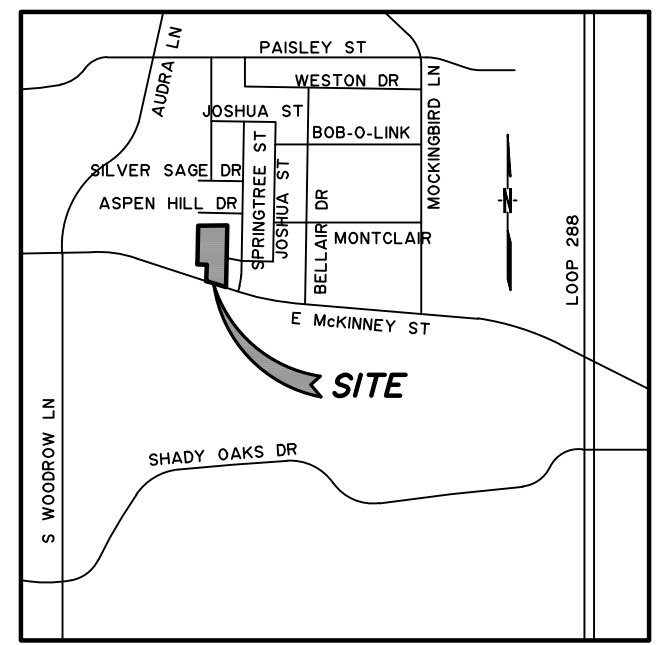 PAISLEY ST
AUDRA LN
WESTON DR
MOCKINGBIRD LN
JOSHUA ST
BOB-O-LINK
SPRINGTREE ST
SILVER SAGE DR
JOSHUA ST
ASPEN HILL DR
BELLAIR DR
N
MONTCLAIR
LOOP 288
E McKINNEY ST
SITE
S WOODROW LN
SHADY OAKS DR